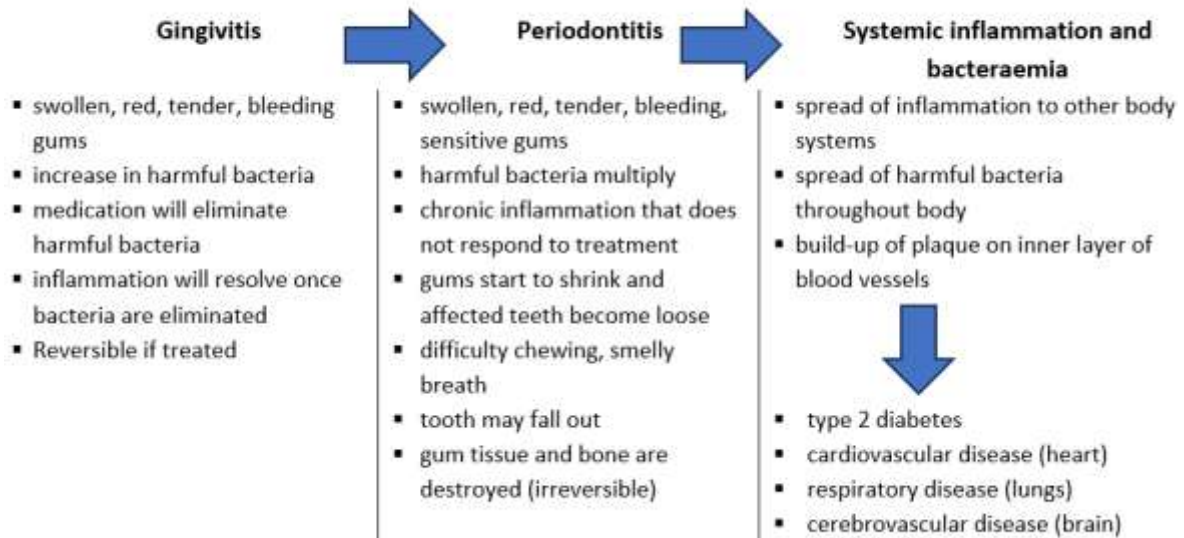 Gingivitis
▪ swollen, red, tender, bleeding
gums
▪ increase in harmful bacteria
▪ medication will eliminate
harmful bacteria
▪ inflammation will resolve once
bacteria are eliminated
▪ Reversible if treated
Periodontitis
▪ swollen, red, tender, bleeding,
sensitive gums
▪ harmful bacteria multiply
▪ chronic inflammation that does
not respond to treatment
▪ gums start to shrink and
affected teeth become loose
▪ difficulty chewing, smelly
breath
▪ tooth may fall out
▪ gum tissue and bone are
destroyed (irreversible)
Systemic inflammation and
bacteraemia
▪ spread of inflammation to other body
systems
▪ spread of harmful bacteria
throughout body
▪ build-up of plaque on inner layer of
blood vessels
▪ type 2 diabetes
▪ cardiovascular disease (heart)
▪ respiratory disease (lungs)
▪ cerebrovascular disease (brain)